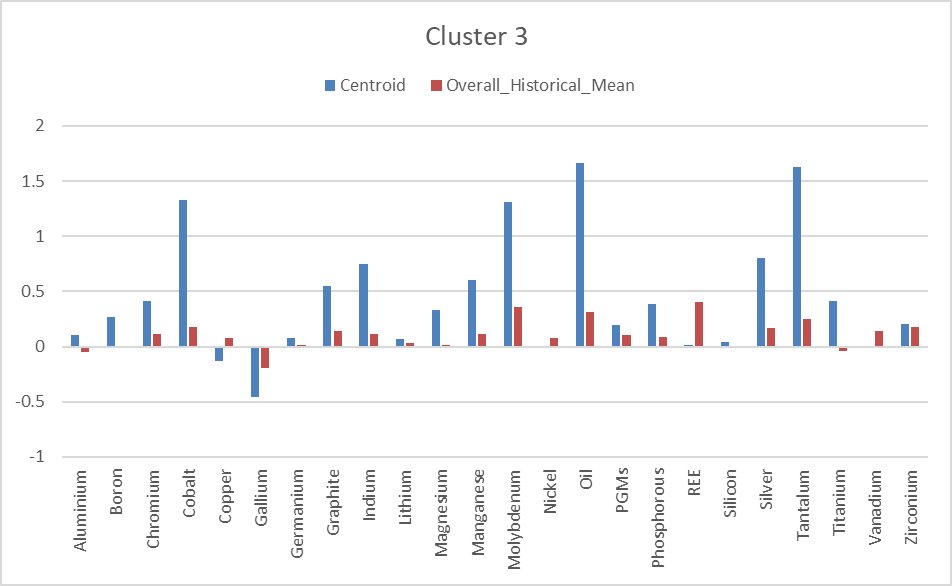 Cluster 3
Centroid Overall_Historical_Mean
2
1.5
1
0.5
0
-0.5
-1
Aluminium
Boron
Chromium
Cobalt
Copper
Gallium
Germanium
Graphite
Indium
Lithium
Magnesium
Manganese
Molybdenum
Nickel
Oil
PGMs
Phosphorous
REE
Silicon
Silver
Tantalum
Titanium
Vanadium
Zirconium